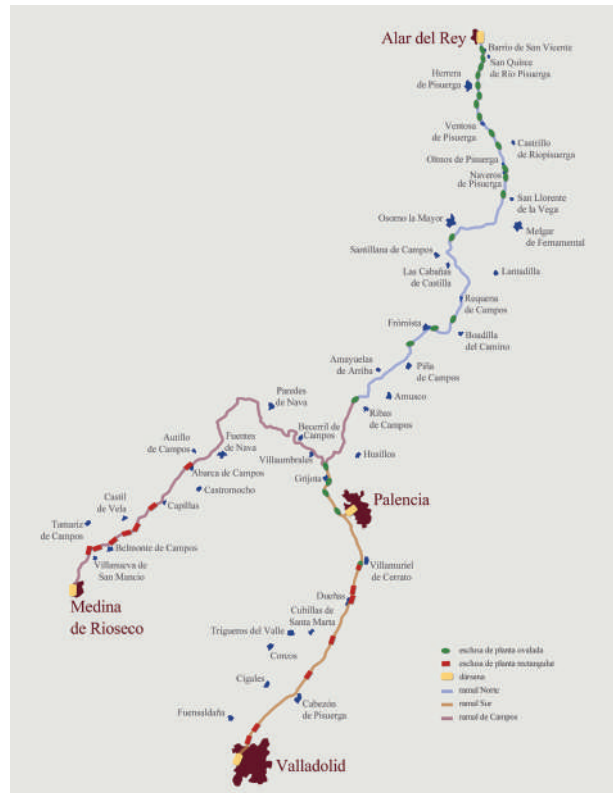 Alar del Rey
Barrio de San Vicente
San Quirce
de Río Pisuerga
Herrera
de Pisuerga
Ventosa
de Pisuerga
Castrillo
de Riopisuerga
Olmos de Pisuerga
Naveros
de Pisuerga
San Llorente
de la Vega
Osorno la Mayor
Melgar
de Fernamental
Santillana de Campos
Las Cabañas
de Castilla
Lantadilla
Requena
de Campos
Frómista
Boadilla
del Camino
Amayuelas
de Arriba
Piña
de Campos
Amusco
Ribas
de Campos
Paredes
de Nava
Becerril de
Campos
Autillo
de Campos
Fuentes
de Nava
Villaumbrales
Husillos
Grijota
Abarca de Campos
Castromocho
Capillas
Palencia
Castil
de Vela
Tamariz
de Campos
Belmonte de Campos
Villanueva de
San Mancio
Villamuriel
de Cerrato
Medina
de Rioseco
Dueñas
Cubillas de
Santa Marta
Trigueros del Valle
Corcos
Cigales
Cabezón
de Pisuerga
Fuensaldaña
Valladolid
esclusa de planta ovalada
esclusa de planta rectangular
dársena
ramal Norte
ramal Sur
ramal de Campos